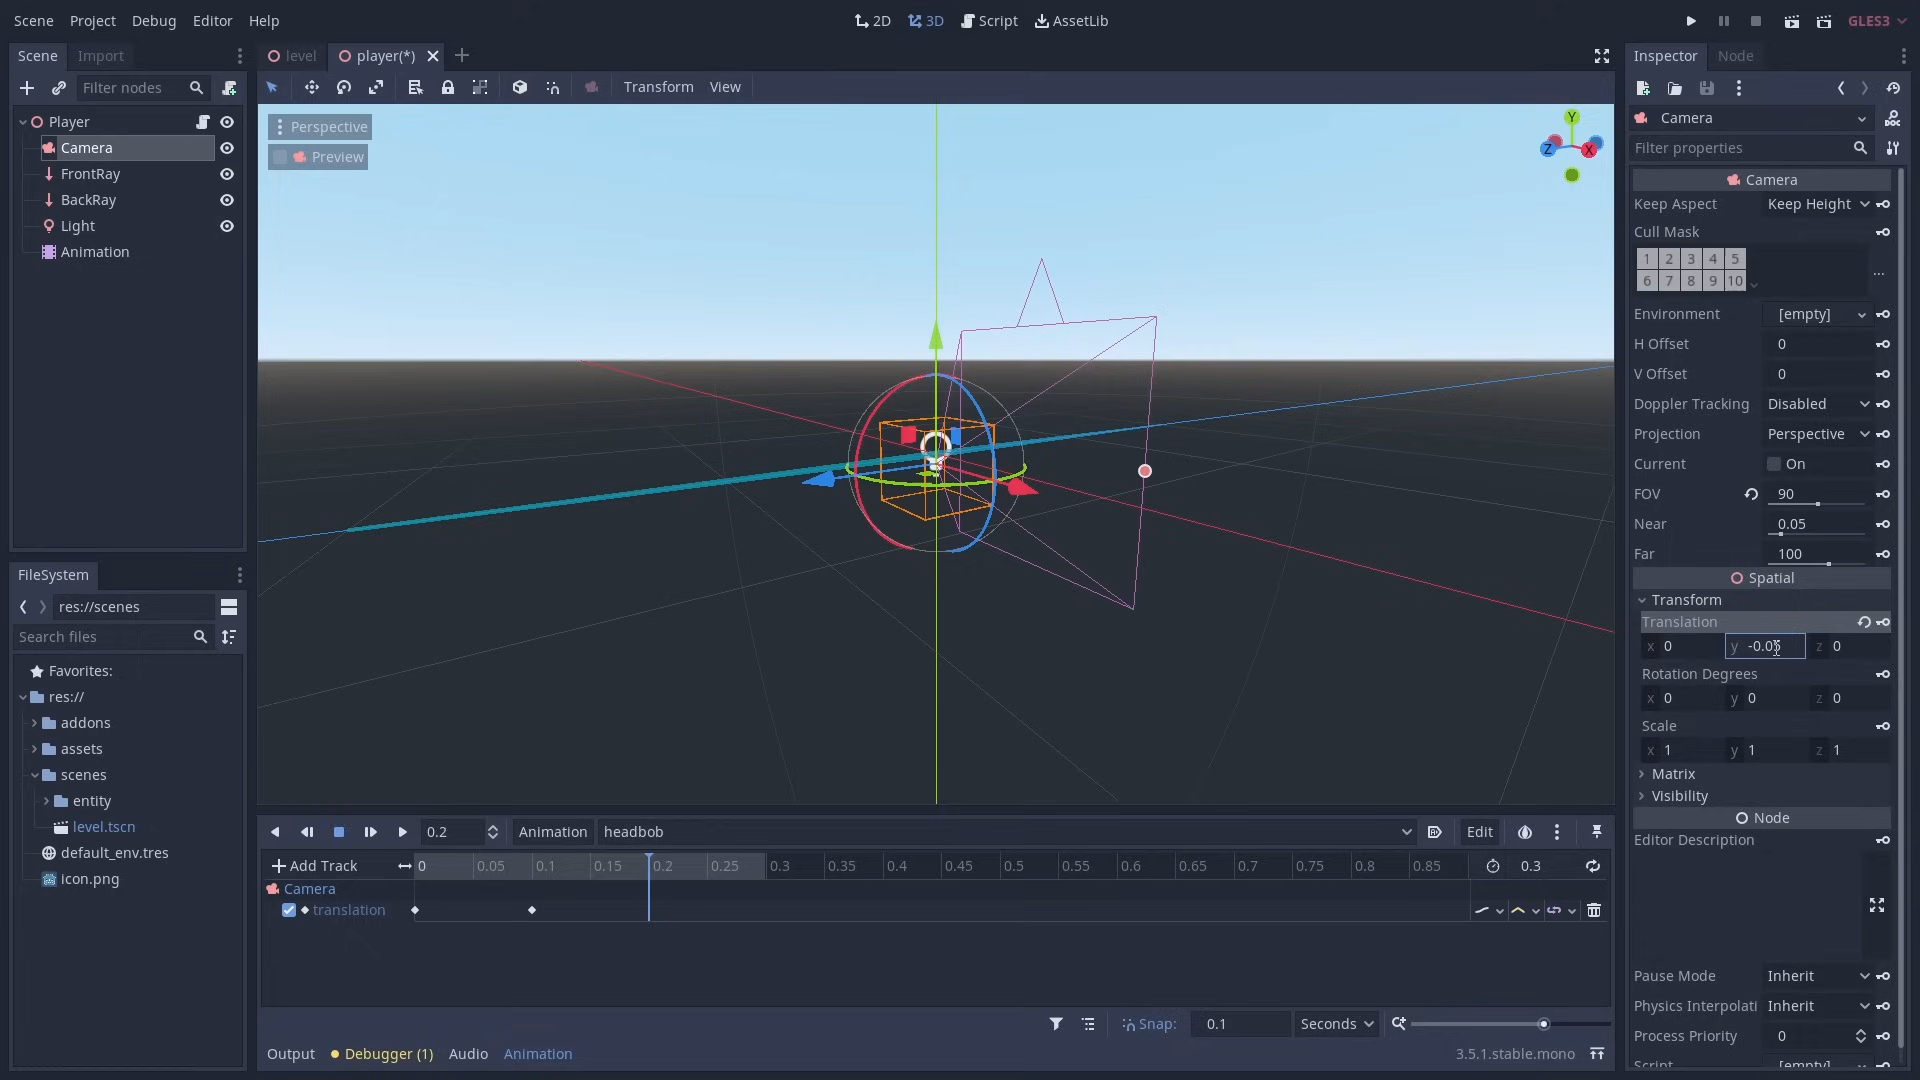 Scene Project Debug Editor Help
2D 3D Script AssetLib
GLES3
Scene Import
level player(*)
Inspector Node
Filter nodes
Transform View
Player
Camera
FrontRay
BackRay
Light
Animation
Perspective
Preview
Y
Z
X
Camera
Filter properties
Camera
Keep Aspect Keep Height
Cull Mask
1 2 3 4 5
6 7 8 9 10
...
Environment [empty]
H Offset 0
V Offset 0
Doppler Tracking Disabled
Projection Perspective
Current On
FOV 90
Near 0.05
Far 100
Spatial
Transform
Translation
x 0 y -0.05 z 0
Rotation Degrees
x 0 y 0 z 0
Scale
x 1 y 1 z 1
Matrix
Visibility
Node
Editor Description
Pause Mode Inherit
Physics Interpolati Inherit
Process Priority 0
Script [empty]
FileSystem
res://scenes
Search files
Favorites:
res://
addons
assets
scenes
entity
level.tscn
default_env.tres
icon.png
0.2 Animation headbob Edit
Add Track 0 0.05 0.1 0.15 0.2 0.25 0.3 0.35 0.4 0.45 0.5 0.55 0.6 0.65 0.7 0.75 0.8 0.85 0.3
Camera
translation
Snap: 0.1 Seconds
Output Debugger (1) Audio Animation
3.5.1.stable.mono